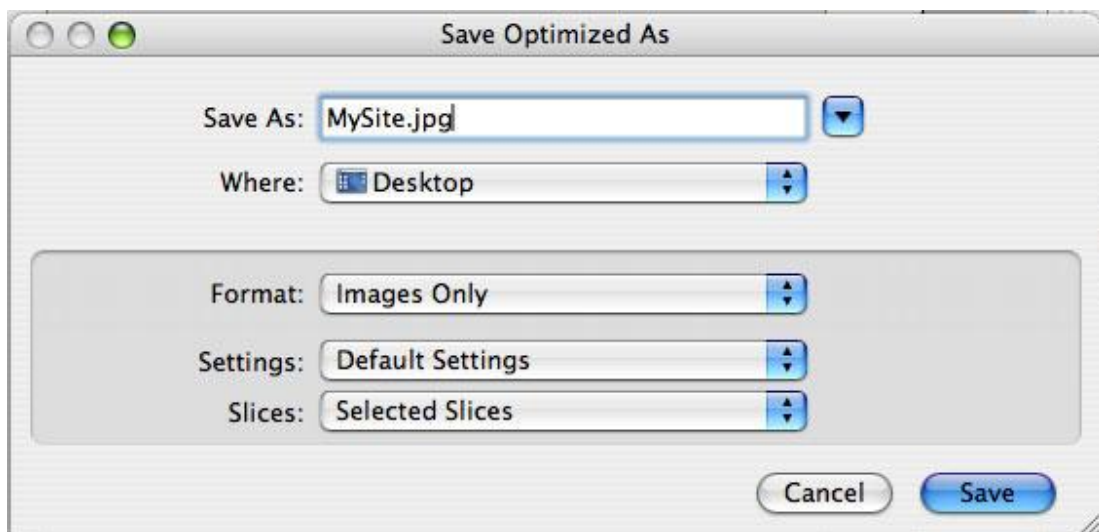 Save Optimized As
Save As: MySite.jpg
Where: Desktop
Format: Images Only
Settings: Default Settings
Slices: Selected Slices
Cancel Save